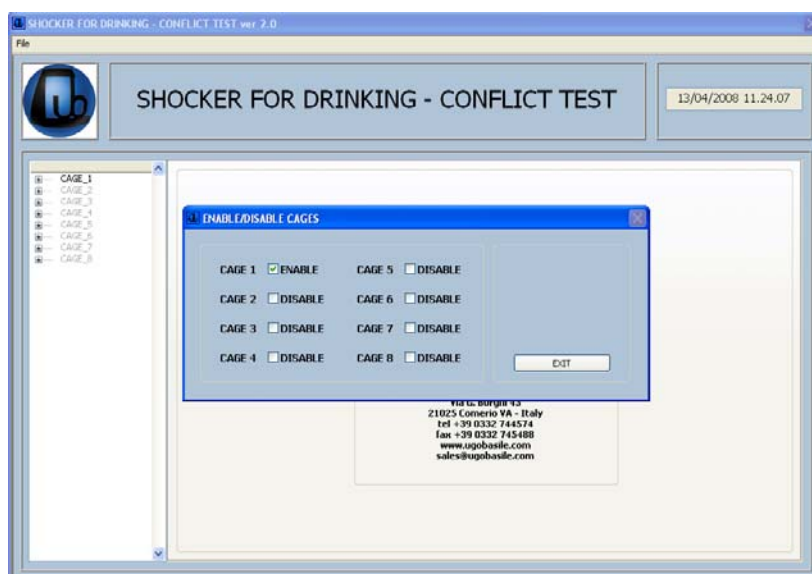 SHOCKER FOR DRINKING - CONFLICT TEST ver 2.0
File
SHOCKER FOR DRINKING - CONFLICT TEST
13/04/2008 11.24.07
CAGE_1
CAGE_2
CAGE_3
CAGE_4
CAGE_5
CAGE_6
CAGE_7
CAGE_8
ENABLE/DISABLE CAGES
CAGE 1 ENABLE CAGE 5 DISABLE
CAGE 2 DISABLE CAGE 6 DISABLE
CAGE 3 DISABLE CAGE 7 DISABLE
CAGE 4 DISABLE CAGE 8 DISABLE
EXIT
Via G. Borghi 43
21025 Comerio VA - Italy
tel +39 0332 744574
fax +39 0332 745488
www.ugobasile.com
sales@ugobasile.com